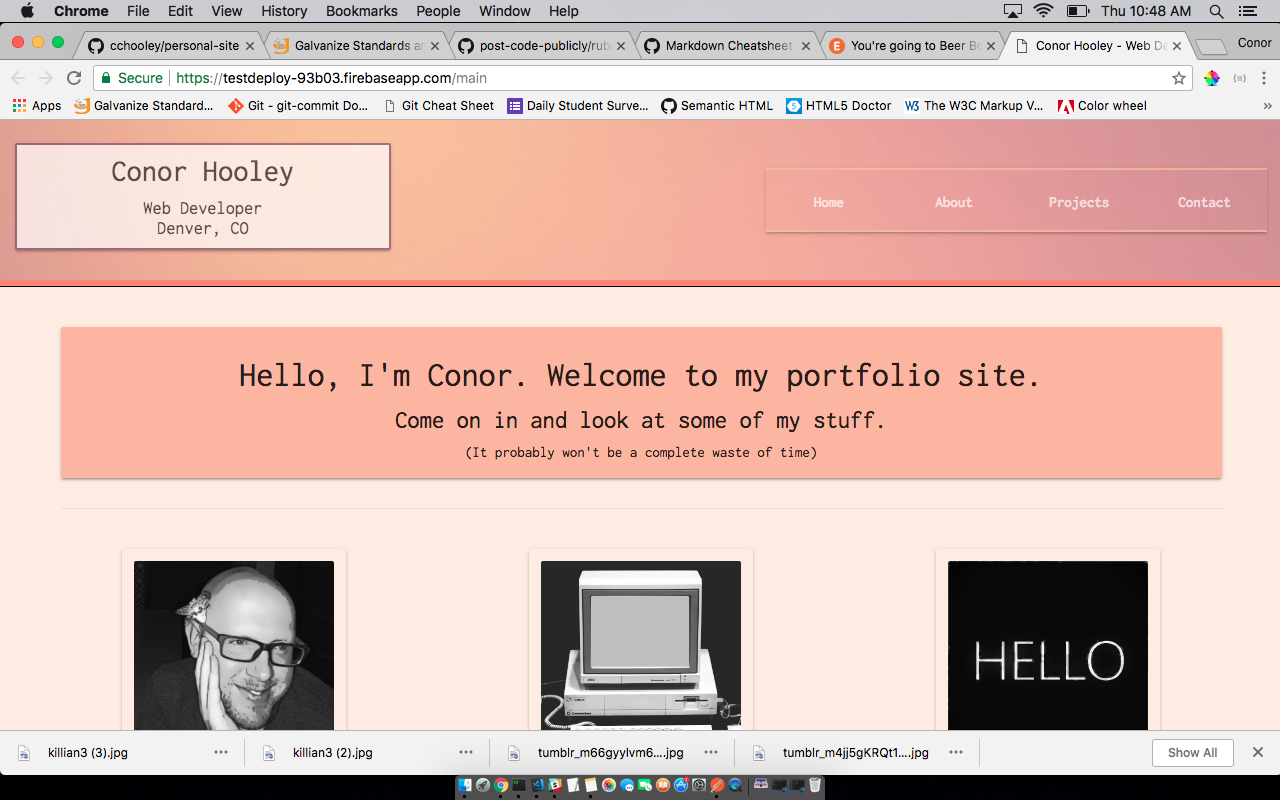 Chrome File Edit View History Bookmarks People Window Help Thu 10:48 AM
cchooley/personal-site Galvanize Standards an post-code-publicly/rub Markdown Cheatsheet You're going to Beer Bo Conor Hooley - Web De Conor
Secure https://testdeploy-93b03.firebaseapp.com/main
Apps Galvanize Standard... Git - git-commit Do... Git Cheat Sheet Daily Student Surve... Semantic HTML HTML5 Doctor The W3C Markup V... Color wheel »
Conor Hooley
Web Developer
Denver, CO
Home About Projects Contact
Hello, I'm Conor. Welcome to my portfolio site.
Come on in and look at some of my stuff.
(It probably won't be a complete waste of time)
HELLO
killian3 (3).jpg killian3 (2).jpg tumblr_m66gyylvm6....jpg tumblr_m4jj5gKRQt1....jpg Show All